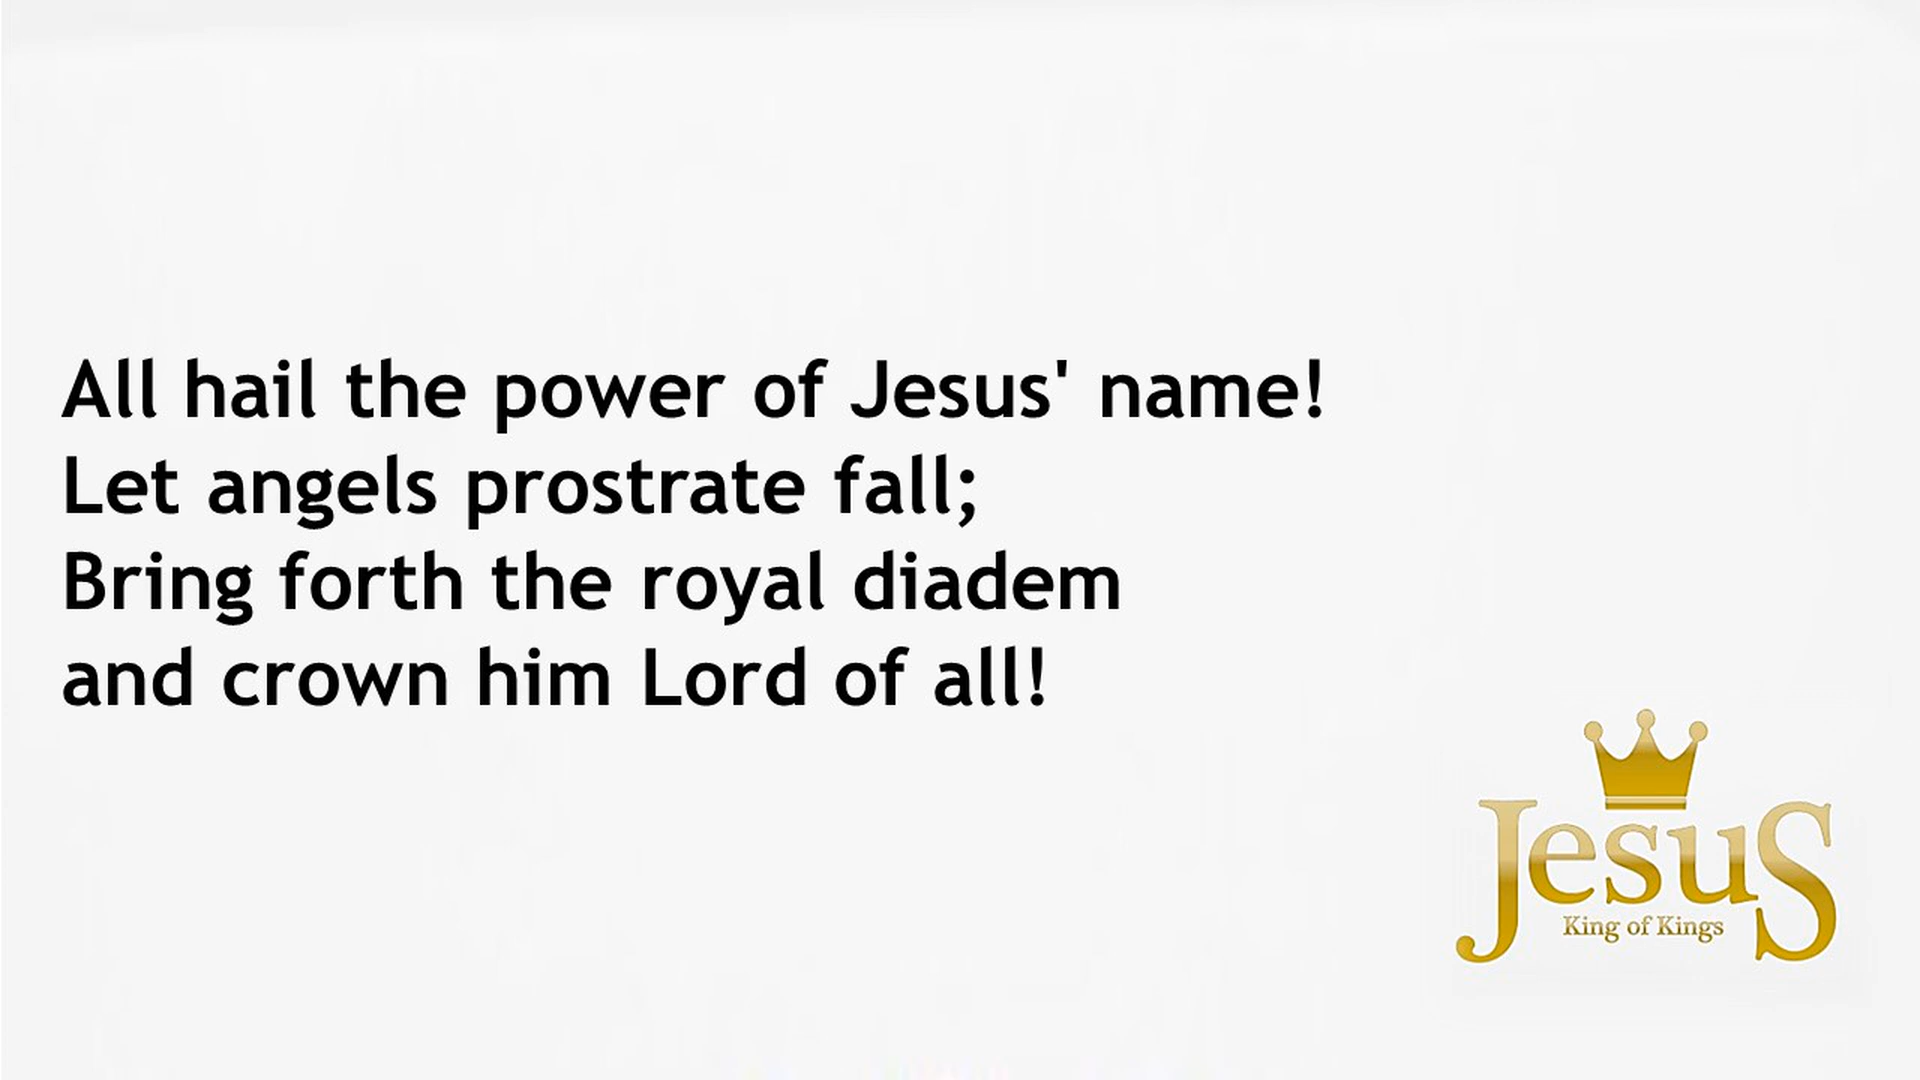 All hail the power of Jesus' name!
Let angels prostrate fall;
Bring forth the royal diadem
and crown him Lord of all!
Jesus
King of Kings